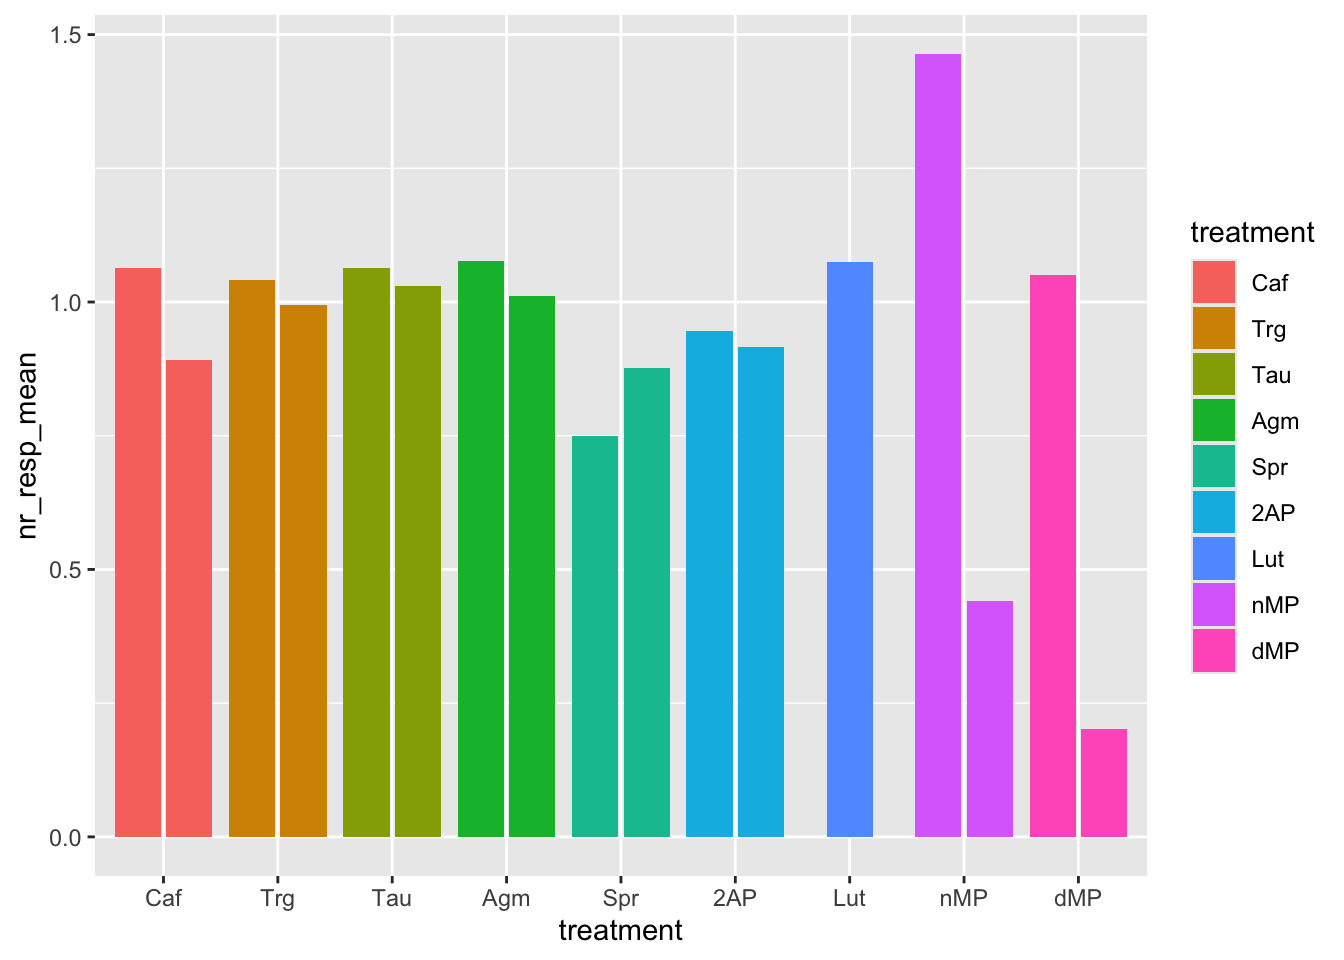 1.5
1.0
0.5
0.0
nr_resp_mean
Caf Trg Tau Agm Spr 2AP Lut nMP dMP
treatment
treatment
Caf
Trg
Tau
Agm
Spr
2AP
Lut
nMP
dMP